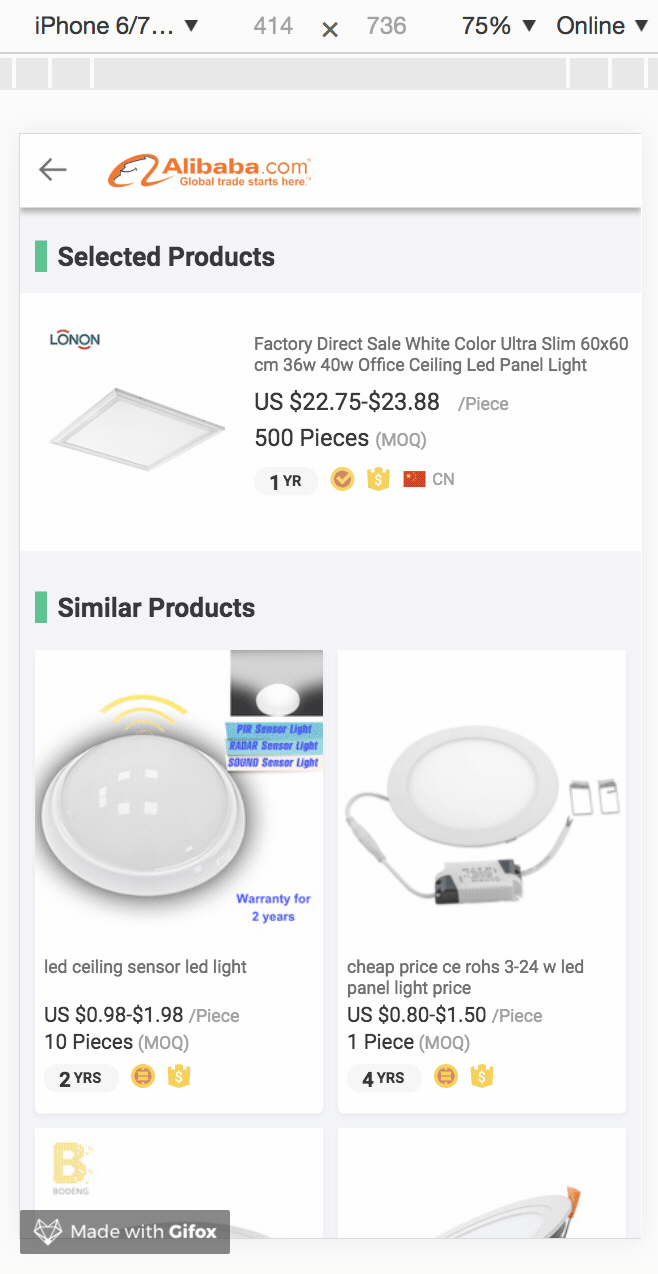 iPhone 6/7... ▼ 414 × 736 75% ▼ Online ▼
Alibaba.com
Global trade starts here.™
Selected Products
LONON
Factory Direct Sale White Color Ultra Slim 60x60
cm 36w 40w Office Ceiling Led Panel Light
US $22.75-$23.88 /Piece
500 Pieces (MOQ)
1 YR $ CN
Similar Products
PIR Sensor Light
RADAR Sensor Light
SOUND Sensor Light
Warranty for
2 years
led ceiling sensor led light
US $0.98-$1.98 /Piece
10 Pieces (MOQ)
2 YRS $
cheap price ce rohs 3-24 w led
panel light price
US $0.80-$1.50 /Piece
1 Piece (MOQ)
4 YRS $
B
BODENG
Made with Gifox